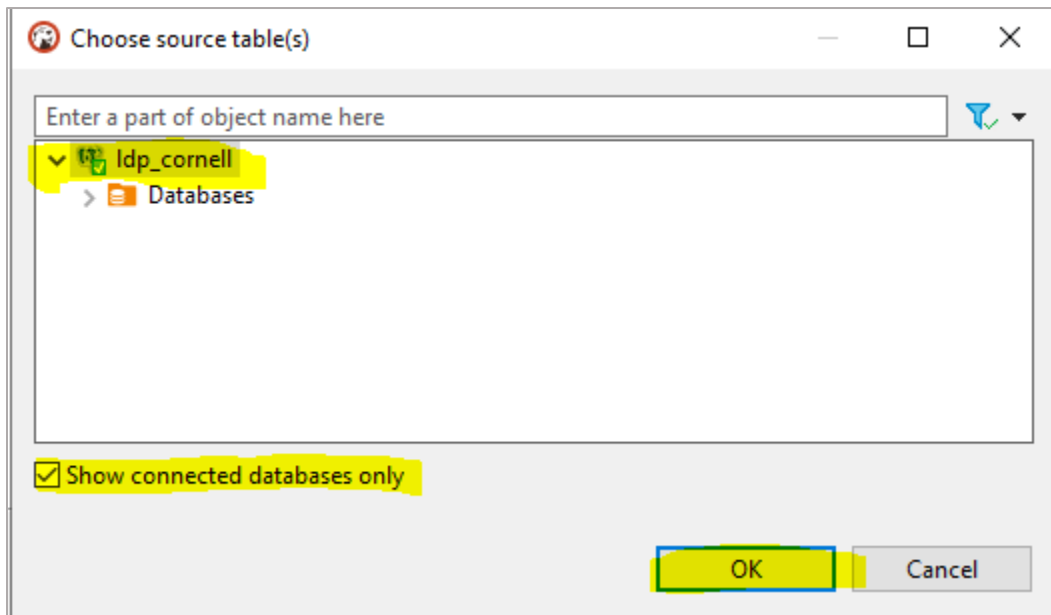 Choose source table(s)
Enter a part of object name here
ldp_cornell
Databases
Show connected databases only
OK Cancel